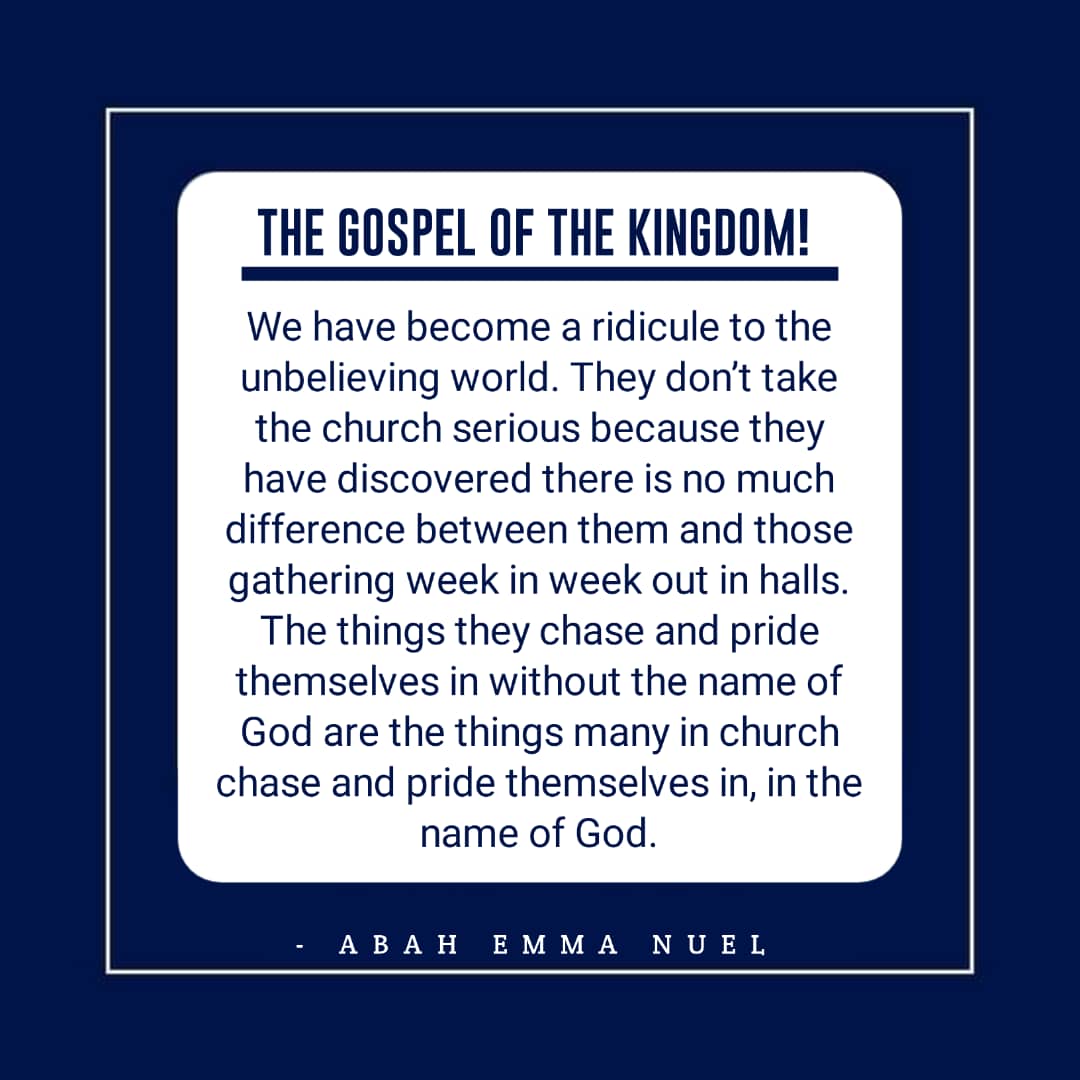 THE GOSPEL OF THE KINGDOM!
We have become a ridicule to the
unbelieving world. They don’t take
the church serious because they
have discovered there is no much
difference between them and those
gathering week in week out in halls.
The things they chase and pride
themselves in without the name of
God are the things many in church
chase and pride themselves in, in the
name of God.
- ABAH EMMA NUEL